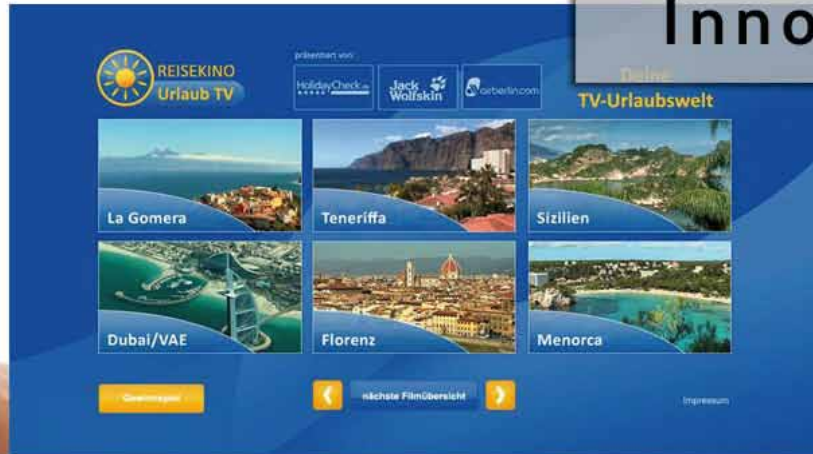 Inno
REISEKINO
Urlaub TV
präsentiert von:
HolidayCheck.de
Jack Wolfskin
airberlin.com
Deine
TV-Urlaubswelt
La Gomera
Teneriffa
Sizilien
Dubai/VAE
Florenz
Menorca
Gewinnspiel
nächste Filmübersicht
Impressum